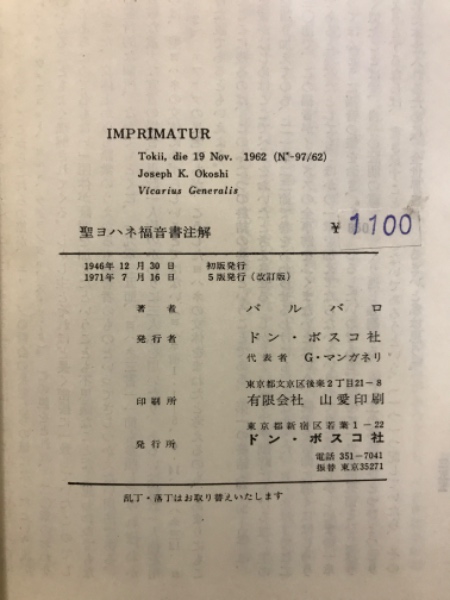 IMPRIMATUR
Tokii, die 19 Nov. 1962 (N°-97/62)
Joseph K. Okoshi
Vicarius Generalis
聖ヨハネ福音書注解
¥ 1100
1946年 12月 30日 初版発行
1971年 7月 16日 5版発行(改訂版)
著者 バルバロ
発行者 ドン・ボスコ社
代表者 G・マンガネリ
東京都文京区後楽2丁目21-8
印刷所 有限会社 山愛印刷
東京都新宿区若葉1-22
発行所 ドン・ボスコ社
電話 351-7041
振替 東京35271
乱丁・落丁はお取り替えいたします